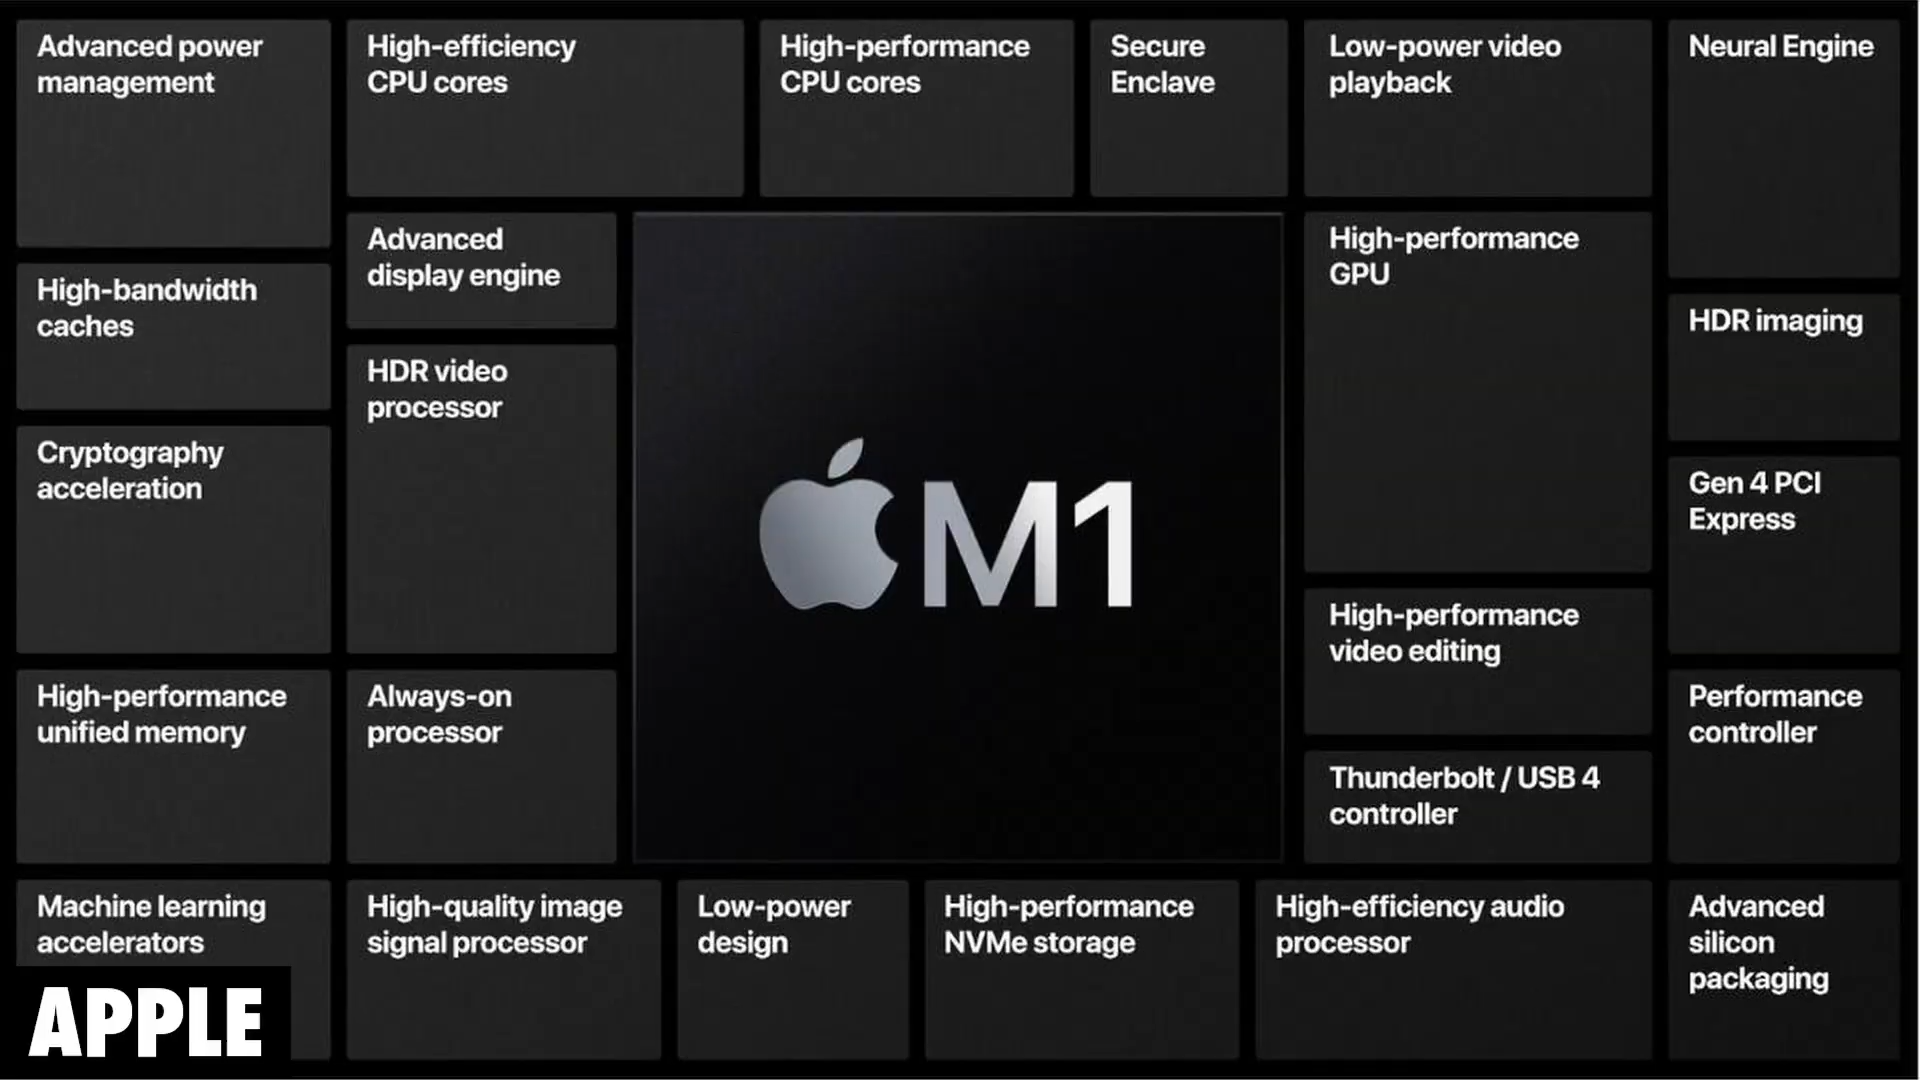 Advanced power
management
High-efficiency
CPU cores
High-performance
CPU cores
Secure
Enclave
Low-power video
playback
Neural Engine
High-bandwidth
caches
Advanced
display engine
High-performance
GPU
HDR imaging
HDR video
processor
Cryptography
acceleration
M1
Gen 4 PCI
Express
High-performance
video editing
High-performance
unified memory
Always-on
processor
Performance
controller
Thunderbolt / USB 4
controller
Machine learning
accelerators
High-quality image
signal processor
Low-power
design
High-performance
NVMe storage
High-efficiency audio
processor
Advanced
silicon
packaging
APPLE